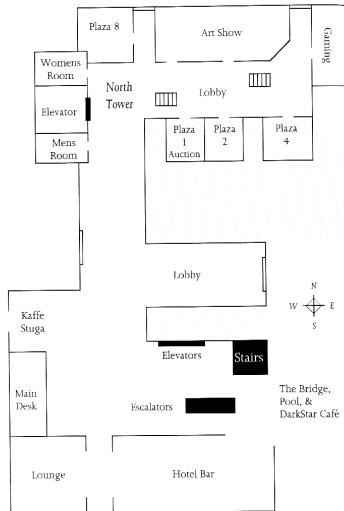 Plaza 8
Art Show
Gaming
Womens
Room
North
Tower
Lobby
Elevator
Mens
Room
Plaza
1
Auction
Plaza
2
Plaza
4
Lobby
N
W E
S
Kaffe
Stuga
Elevators
Stairs
Main
Desk
Escalators
The Bridge,
Pool, &
DarkStar Café
Lounge
Hotel Bar